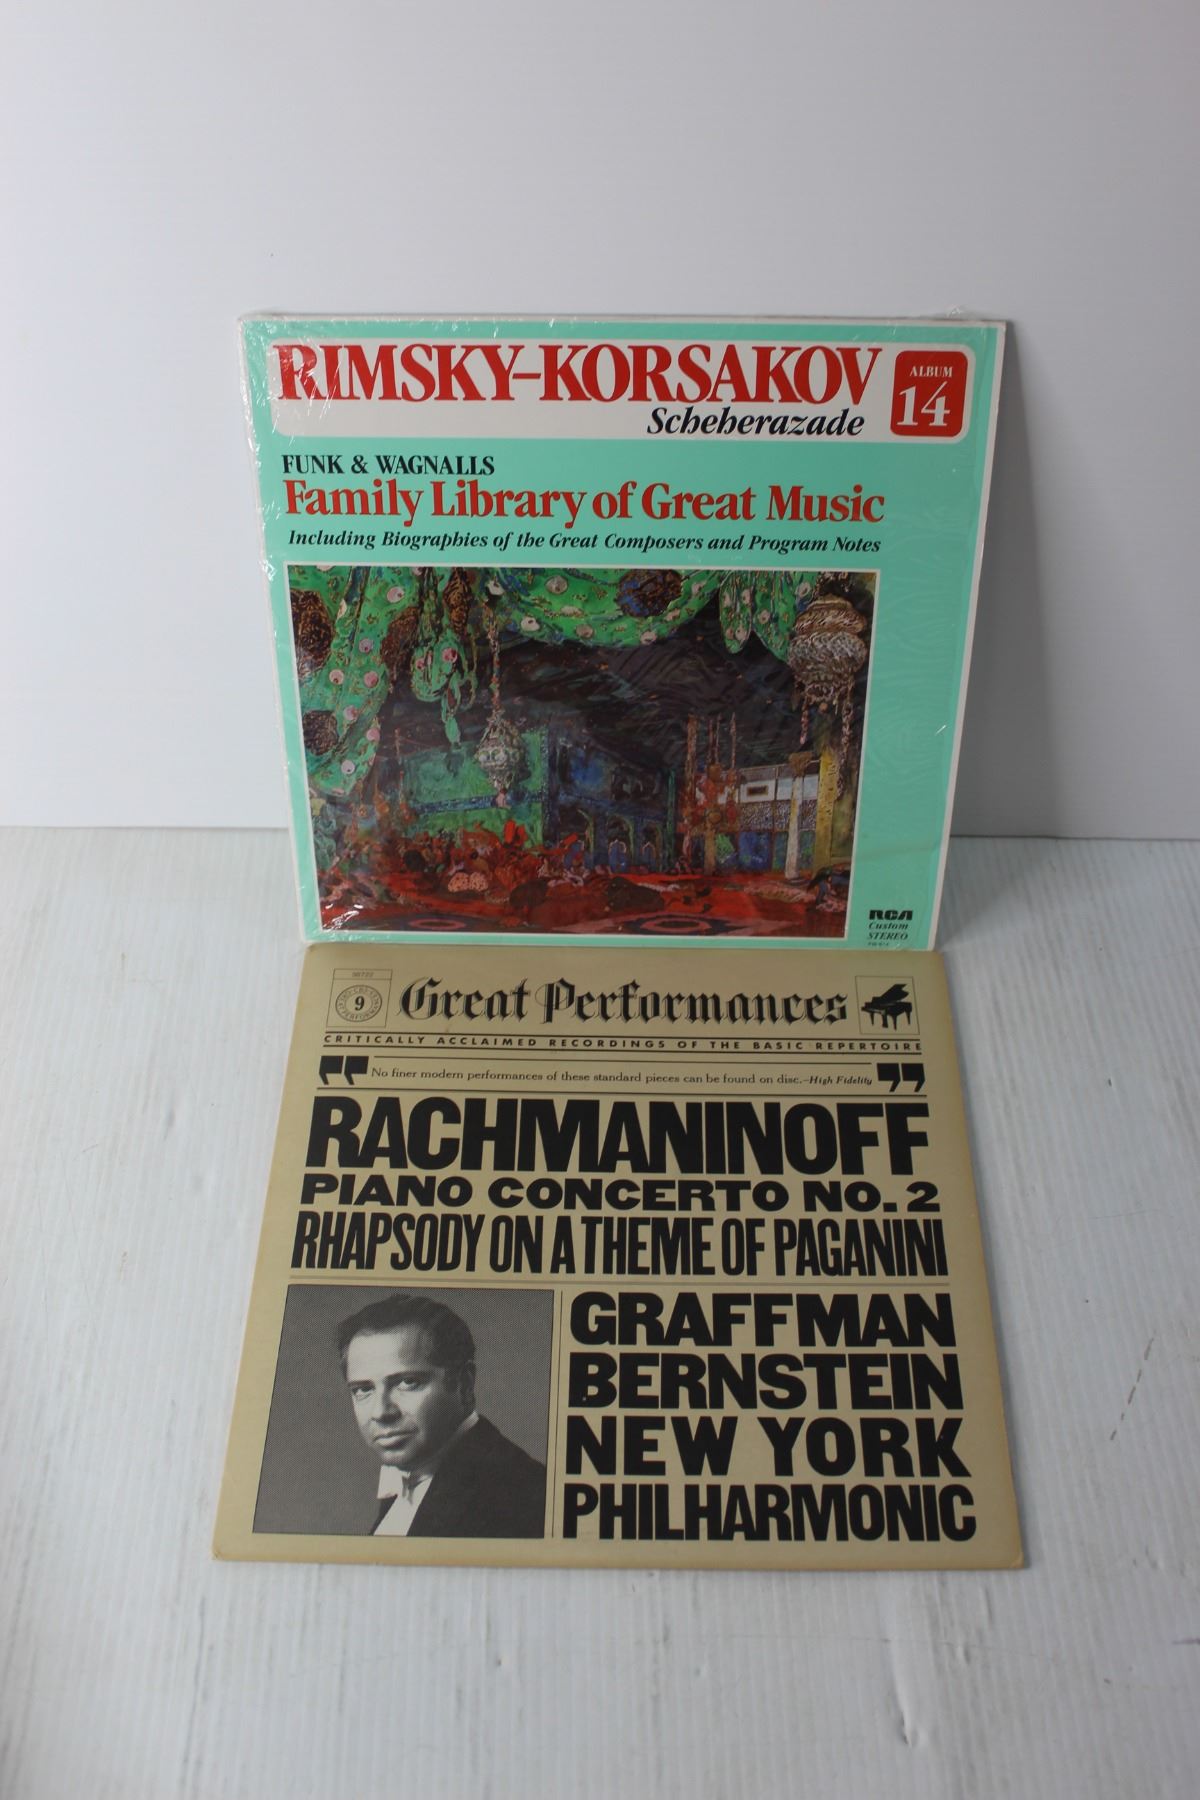 RIMSKY–KORSAKOV
Scheherazade
ALBUM
14
FUNK & WAGNALLS
Family Library of Great Music
Including Biographies of the Great Composers and Program Notes
RCA
Custom
STEREO
9
Great Performances
CRITICALLY ACCLAIMED RECORDINGS OF THE BASIC REPERTOIRE
No finer modern performances of these standard pieces can be found on disc.–High Fidelity
RACHMANINOFF
PIANO CONCERTO NO. 2
RHAPSODY ON A THEME OF PAGANINI
GRAFFMAN
BERNSTEIN
NEW YORK
PHILHARMONIC